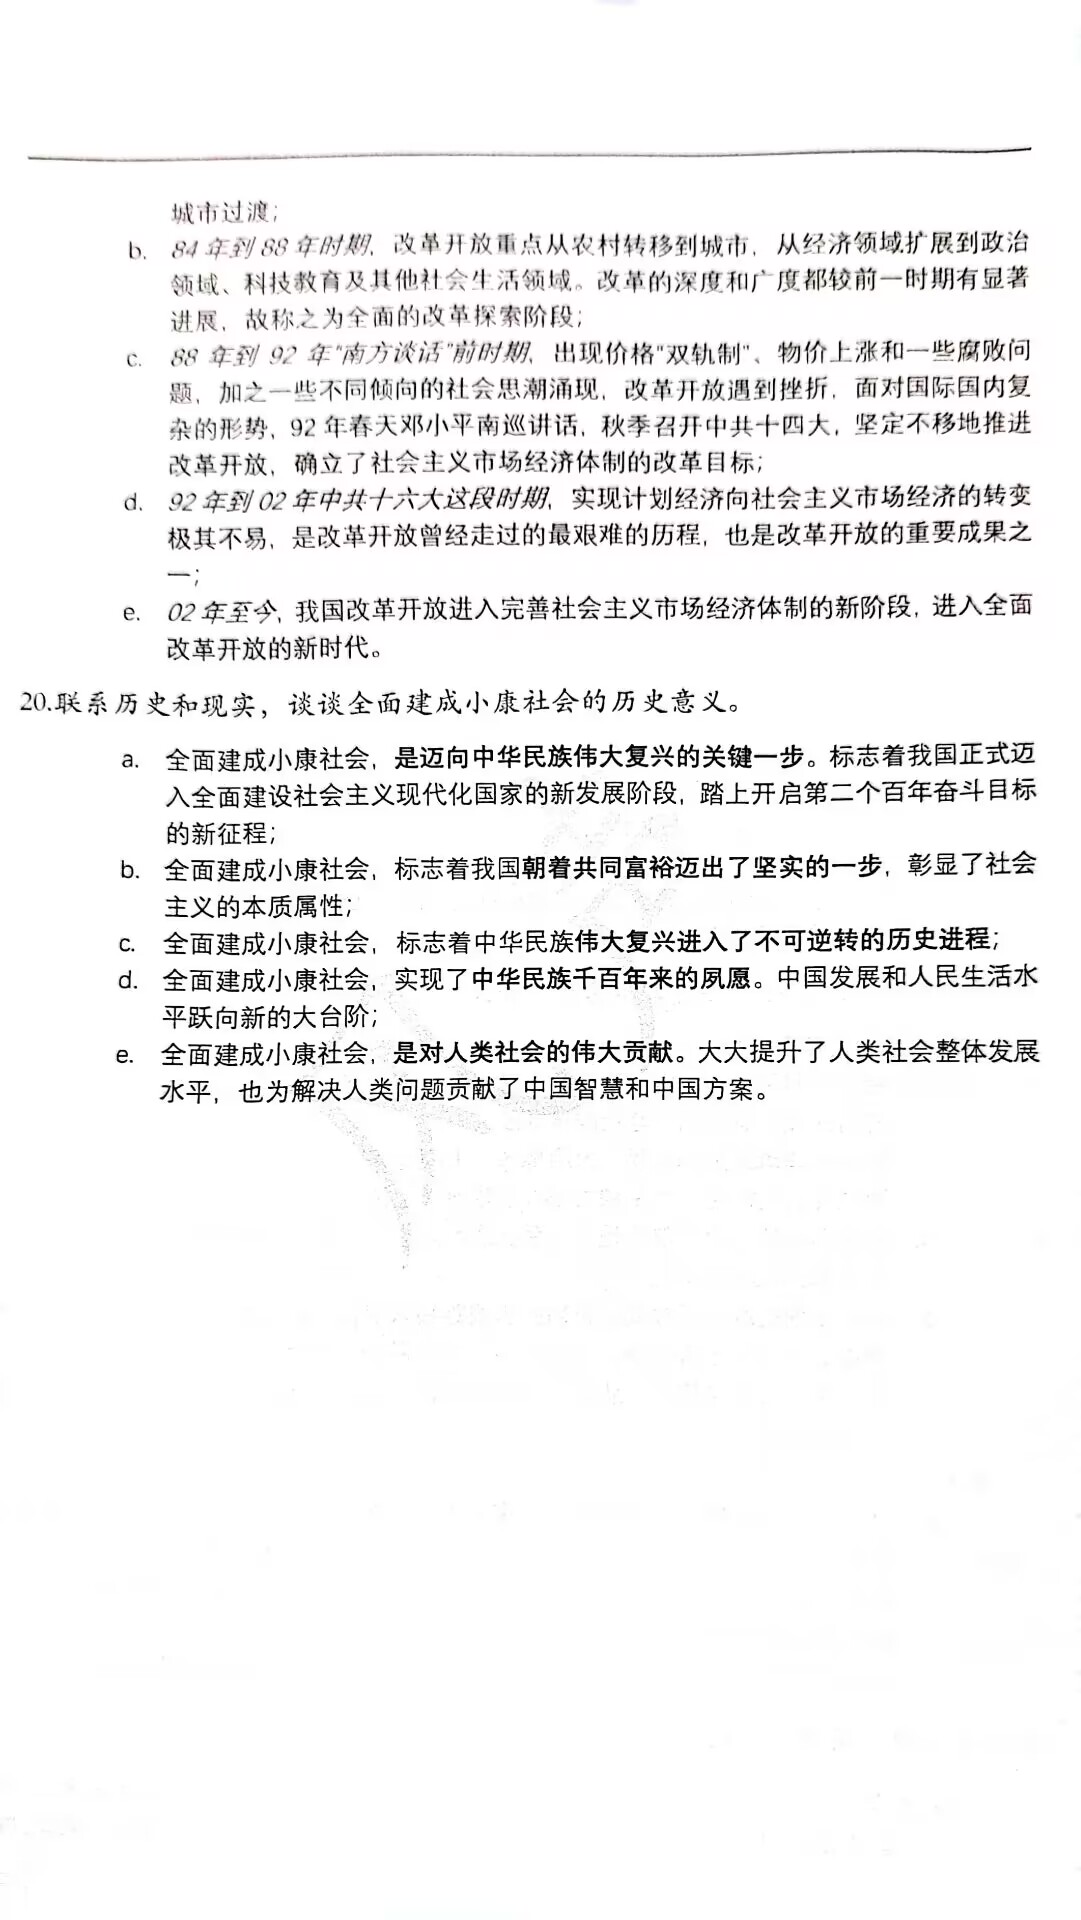 城市过渡；
b. 84年到88年时期，改革开放重点从农村转移到城市，从经济领域扩展到政治
领域、科技教育及其他社会生活领域。改革的深度和广度都较前一时期有显著
进展，故称之为全面的改革探索阶段；
c. 88年到92年“南方谈话”前时期，出现价格“双轨制”、物价上涨和一些腐败问
题，加之一些不同倾向的社会思潮涌现，改革开放遇到挫折，面对国际国内复
杂的形势，92年春天邓小平南巡讲话，秋季召开中共十四大，坚定不移地推进
改革开放，确立了社会主义市场经济体制的改革目标；
d. 92年到02年中共十六大这段时期，实现计划经济向社会主义市场经济的转变
极其不易，是改革开放曾经走过的最艰难的历程，也是改革开放的重要成果之
一；
e. 02年至今，我国改革开放进入完善社会主义市场经济体制的新阶段，进入全面
改革开放的新时代。
20.联系历史和现实，谈谈全面建成小康社会的历史意义。
a. 全面建成小康社会，是迈向中华民族伟大复兴的关键一步。标志着我国正式迈
入全面建设社会主义现代化国家的新发展阶段，踏上开启第二个百年奋斗目标
的新征程；
b. 全面建成小康社会，标志着我国朝着共同富裕迈出了坚实的一步，彰显了社会
主义的本质属性；
c. 全面建成小康社会，标志着中华民族伟大复兴进入了不可逆转的历史进程；
d. 全面建成小康社会，实现了中华民族千百年来的夙愿。中国发展和人民生活水
平跃向新的大台阶；
e. 全面建成小康社会，是对人类社会的伟大贡献。大大提升了人类社会整体发展
水平，也为解决人类问题贡献了中国智慧和中国方案。